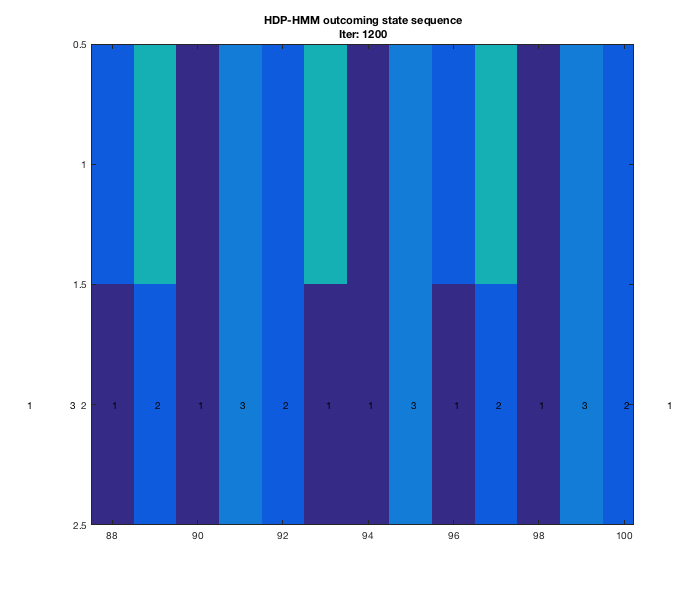 HDP-HMM outcoming state sequence
Iter: 1200
0.5
1
1.5
1 3 2 1 2 1 3 2 1 1 3 1 2 1 3 2 1
2.5
88 90 92 94 96 98 100